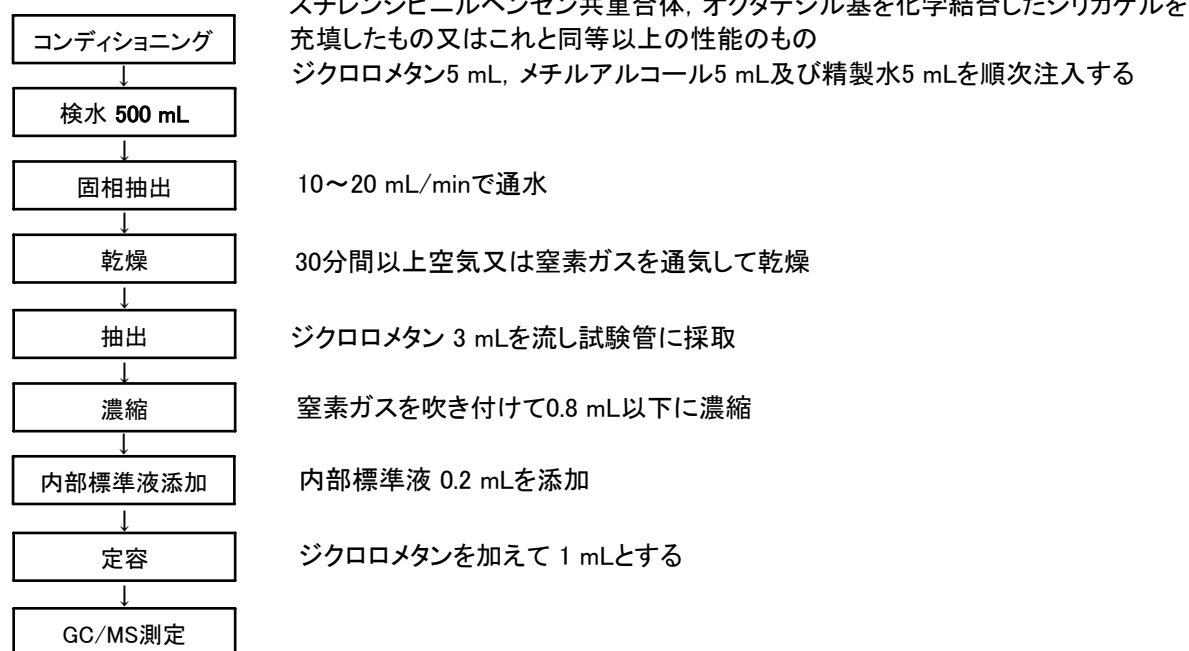 スチレンジビニルベンゼン共重合体，オクタデシル基を化学結合したシリカゲルを
コンディショニング
充填したもの又はこれと同等以上の性能のもの
ジクロロメタン5 mL，メチルアルコール5 mL及び精製水5 mLを順次注入する
↓
検水 500 mL
↓
固相抽出
10～20 mL/minで通水
↓
乾燥
30分間以上空気又は窒素ガスを通気して乾燥
↓
抽出
ジクロロメタン 3 mLを流し試験管に採取
↓
濃縮
窒素ガスを吹き付けて0.8 mL以下に濃縮
↓
内部標準液添加
内部標準液 0.2 mLを添加
↓
定容
ジクロロメタンを加えて 1 mLとする
↓
GC/MS測定